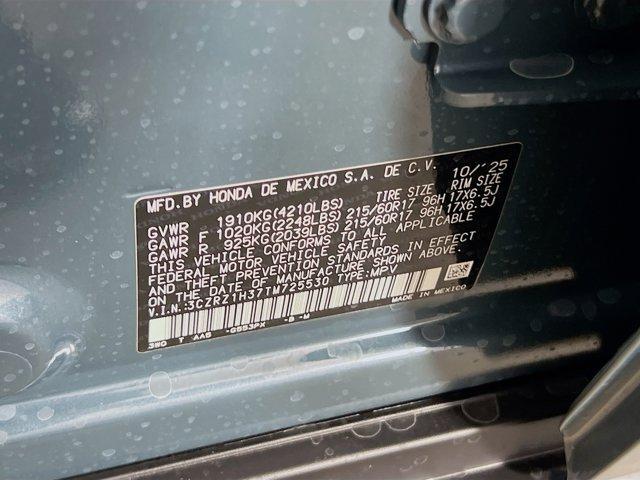 MFD.BY HONDA DE MEXICO S.A. DE C.V. 10/'25
TIRE SIZE RIM SIZE
GVWR - 1910KG(4210LBS)
GAWR F 1020KG(2248LBS) 215/60R17 96H 17X6.5J
GAWR R 925KG(2039LBS) 215/60R17 96H 17X6.5J
THIS VEHICLE CONFORMS TO ALL APPLICABLE
FEDERAL MOTOR VEHICLE SAFETY
AND THEFT PREVENTION STANDARDS IN EFFECT
ON THE DATE OF MANUFACTURE SHOWN ABOVE.
V.I.N.:3CZRZ1H37TM725530 TYPE:MPV
MADE IN MEXICO
3W0 T AAB -G553PX -B -M